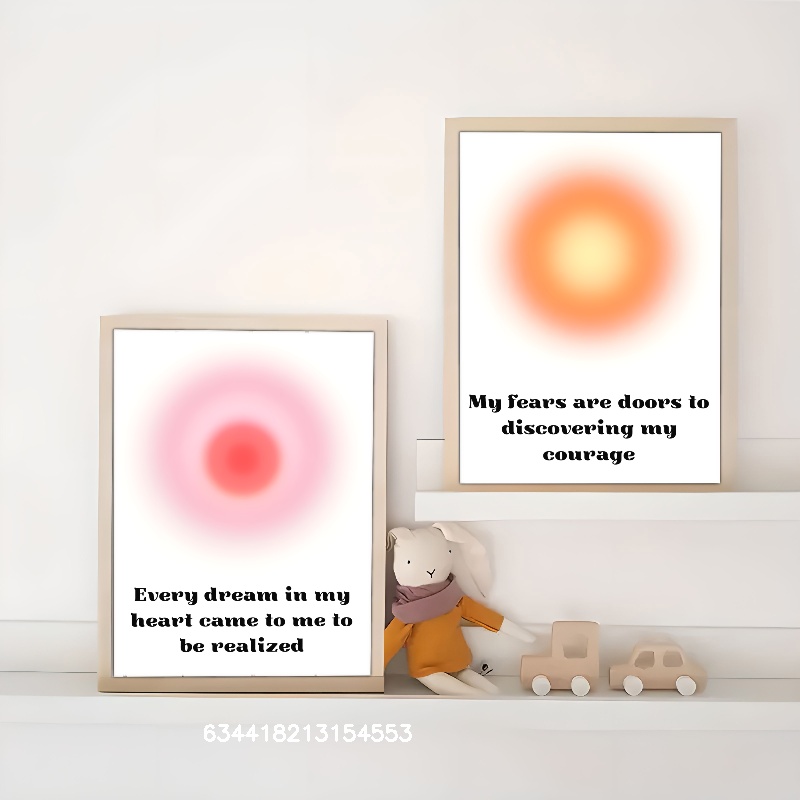 My fears are doors to
discovering my
courage
Every dream in my
heart came to me to
be realized
634418213154553